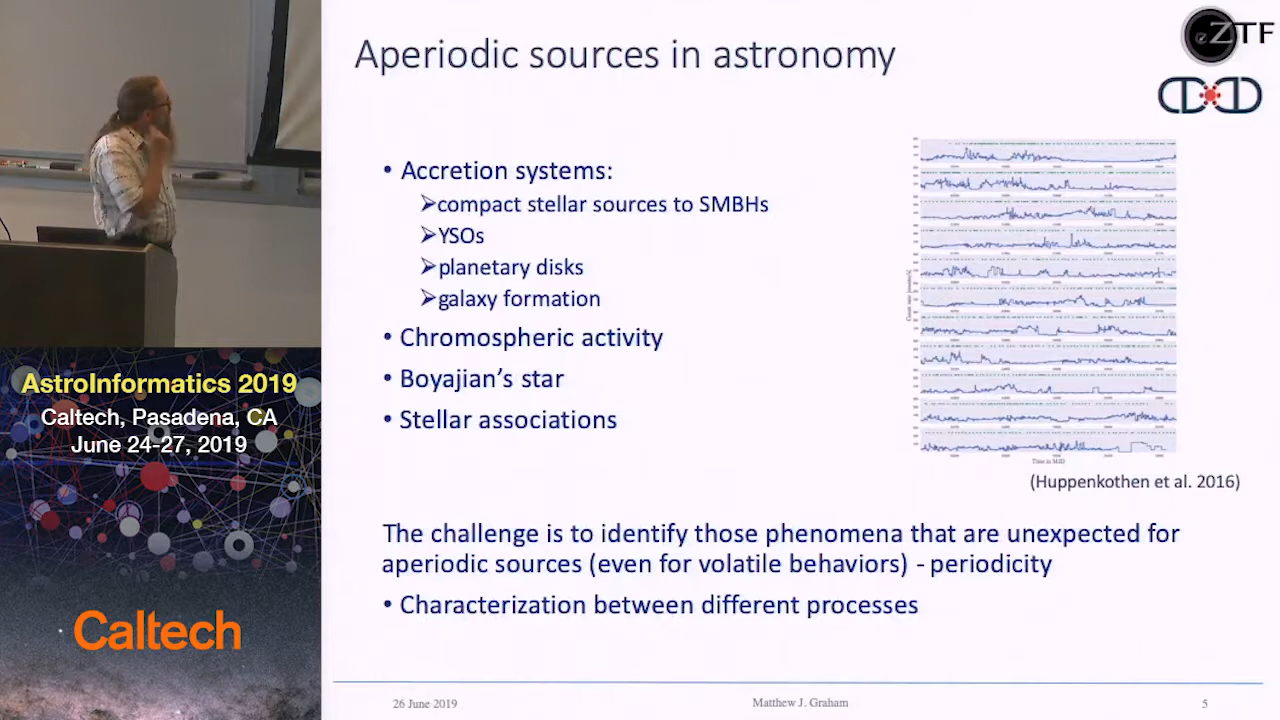 Aperiodic sources in astronomy
ZTF
• Accretion systems:
➢compact stellar sources to SMBHs
➢YSOs
➢planetary disks
➢galaxy formation
• Chromospheric activity
• Boyajian's star
• Stellar associations
Time in MJD
(Huppenkothen et al. 2016)
The challenge is to identify those phenomena that are unexpected for
aperiodic sources (even for volatile behaviors) - periodicity
• Characterization between different processes
26 June 2019
Matthew J. Graham
5
AstroInformatics 2019
Caltech, Pasadena, CA
June 24-27, 2019
Caltech